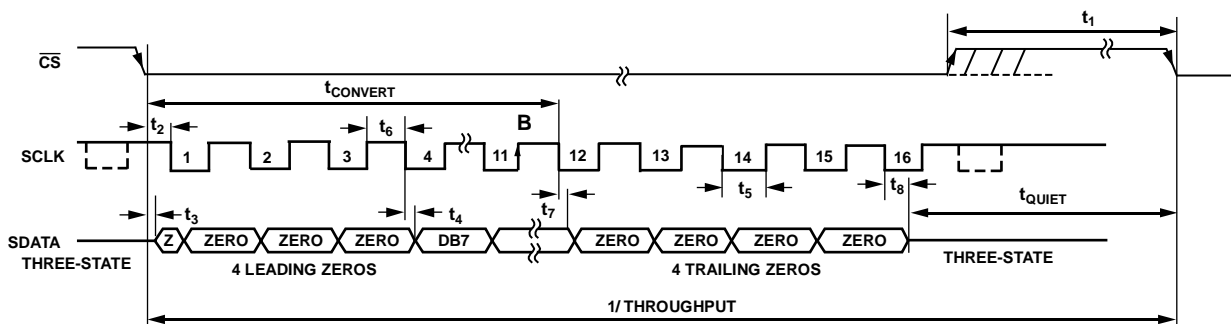 t1
CS
tCONVERT
t2 t6 B
SCLK 1 2 3 4 11 12 13 14 15 16
t3 t4 t7 t5 t8 tQUIET
SDATA Z ZERO ZERO ZERO DB7 ZERO ZERO ZERO ZERO
THREE-STATE 4 LEADING ZEROS 4 TRAILING ZEROS THREE-STATE
1/ THROUGHPUT